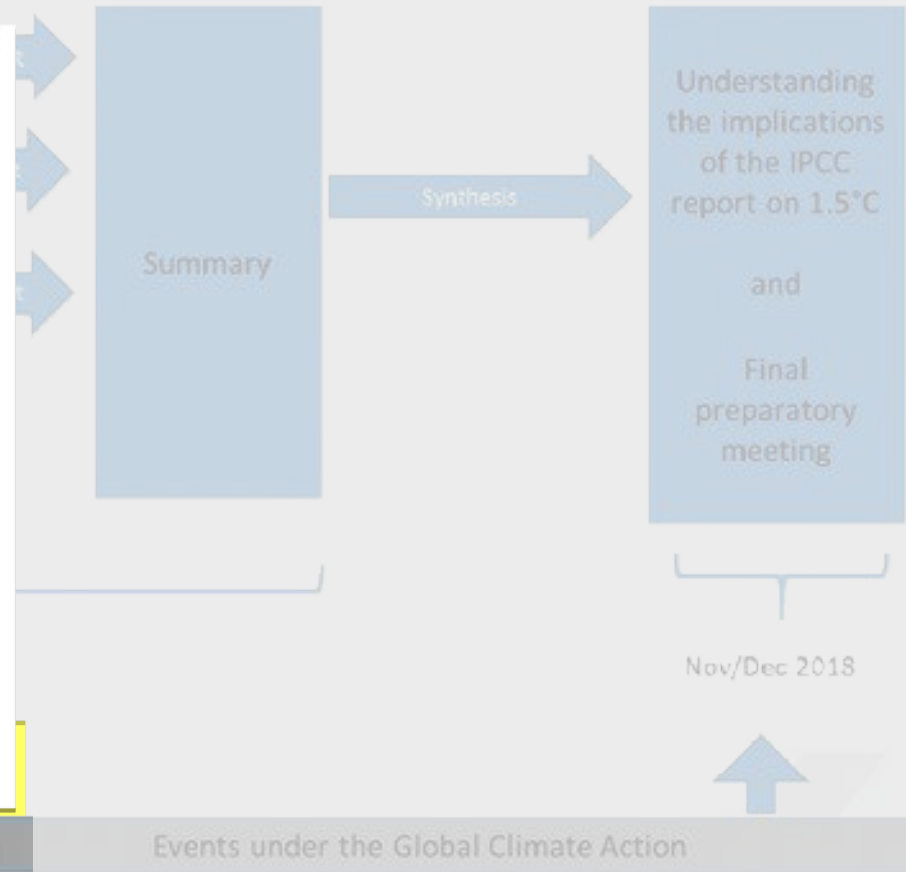 Summary
Synthesis
Understanding
the implications
of the IPCC
report on 1.5°C
and
Final
preparatory
meeting
Nov/Dec 2018
Events under the Global Climate Action